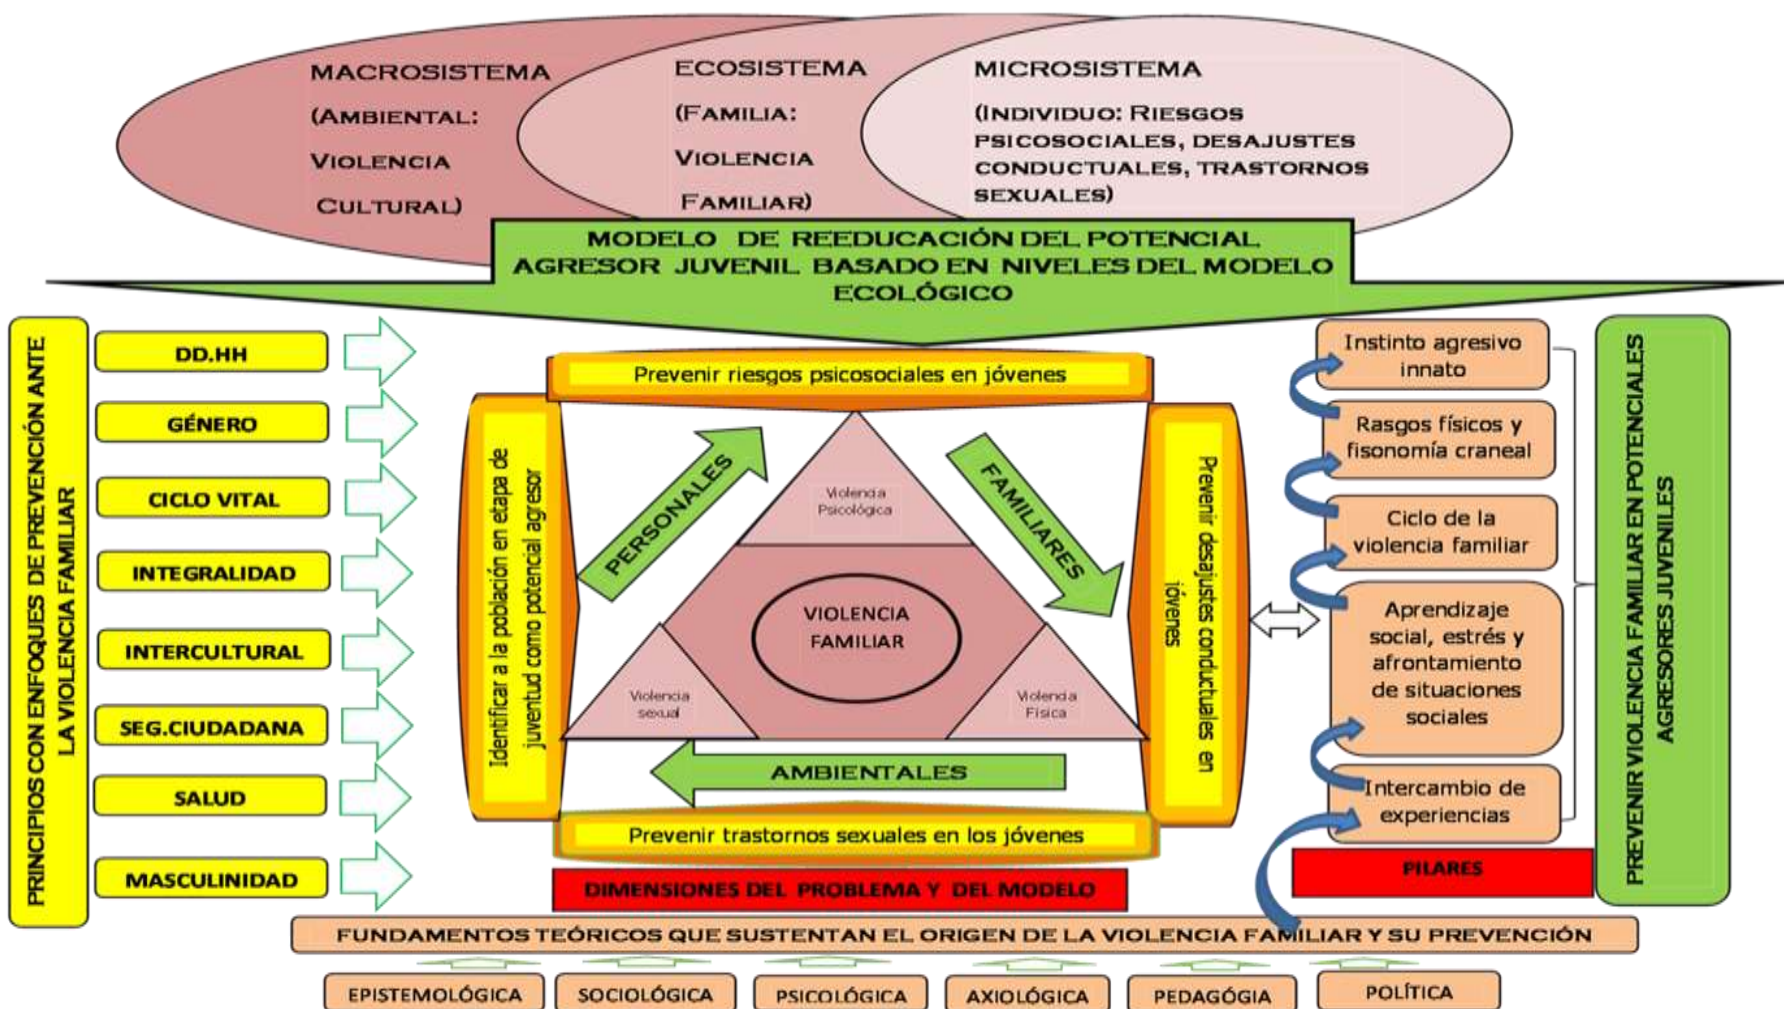 MACROSISTEMA
(AMBIENTAL:
VIOLENCIA
CULTURAL)
ECOSISTEMA
(FAMILIA:
VIOLENCIA
FAMILIAR)
MICROSISTEMA
(INDIVIDUO: RIESGOS
PSICOSOCIALES, DESAJUSTES
CONDUCTUALES, TRASTORNOS
SEXUALES)
MODELO DE REEDUCACIÓN DEL POTENCIAL
AGRESOR JUVENIL BASADO EN NIVELES DEL MODELO
ECOLÓGICO
PRINCIPIOS CON ENFOQUES DE PREVENCIÓN ANTE
LA VIOLENCIA FAMILIAR
DD.HH
GÉNERO
CICLO VITAL
INTEGRALIDAD
INTERCULTURAL
SEG.CIUDADANA
SALUD
MASCULINIDAD
Prevenir riesgos psicosociales en jóvenes
Identificar a la población en etapa de
juventud como potencial agresor
PERSONALES
FAMILIARES
Violencia
Psicológica
VIOLENCIA
FAMILIAR
Violencia
sexual
Violencia
Física
AMBIENTALES
Prevenir desajustes conductuales en
jóvenes
Prevenir trastornos sexuales en los jóvenes
DIMENSIONES DEL PROBLEMA Y DEL MODELO
Instinto agresivo
innato
Rasgos físicos y
fisonomía craneal
Ciclo de la
violencia familiar
Aprendizaje
social, estrés y
afrontamiento
de situaciones
sociales
Intercambio de
experiencias
PILARES
PREVENIR VIOLENCIA FAMILIAR EN POTENCIALES
AGRESORES JUVENILES
FUNDAMENTOS TEÓRICOS QUE SUSTENTAN EL ORIGEN DE LA VIOLENCIA FAMILIAR Y SU PREVENCIÓN
EPISTEMOLÓGICA
SOCIOLÓGICA
PSICOLÓGICA
AXIOLÓGICA
PEDAGÓGIA
POLÍTICA